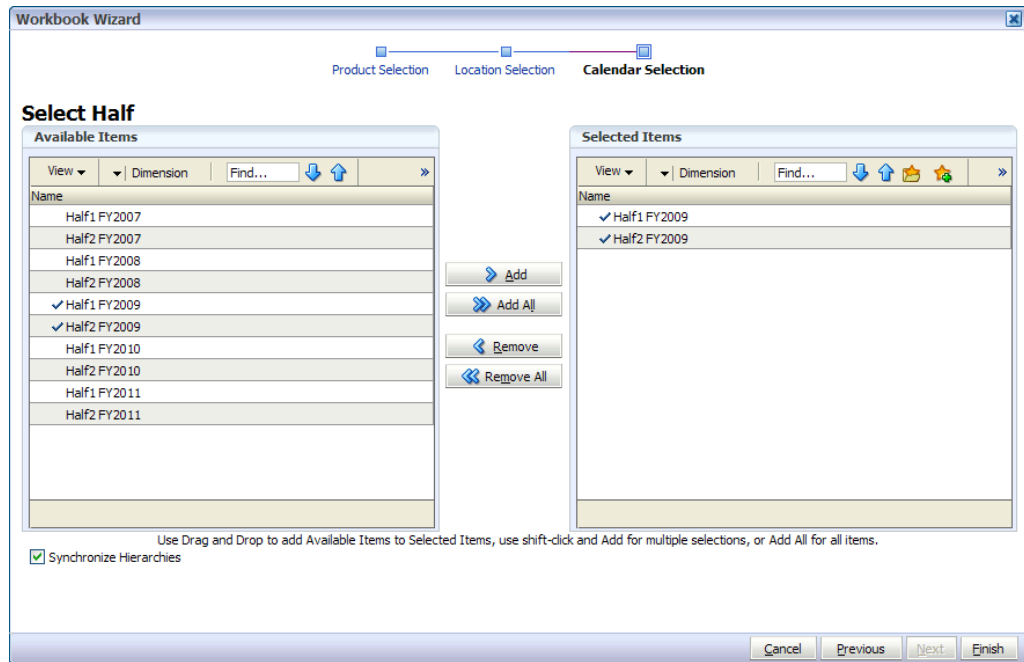 Workbook Wizard
Product Selection Location Selection Calendar Selection
Select Half
Available Items
View Dimension Find... »
Name
Half1 FY2007
Half2 FY2007
Half1 FY2008
Half2 FY2008
Half1 FY2009
Half2 FY2009
Half1 FY2010
Half2 FY2010
Half1 FY2011
Half2 FY2011
Add
Add All
Remove
Remove All
Selected Items
View Dimension Find... »
Name
Half1 FY2009
Half2 FY2009
Use Drag and Drop to add Available Items to Selected Items, use shift-click and Add for multiple selections, or Add All for all items.
Synchronize Hierarchies
Cancel Previous Next Finish